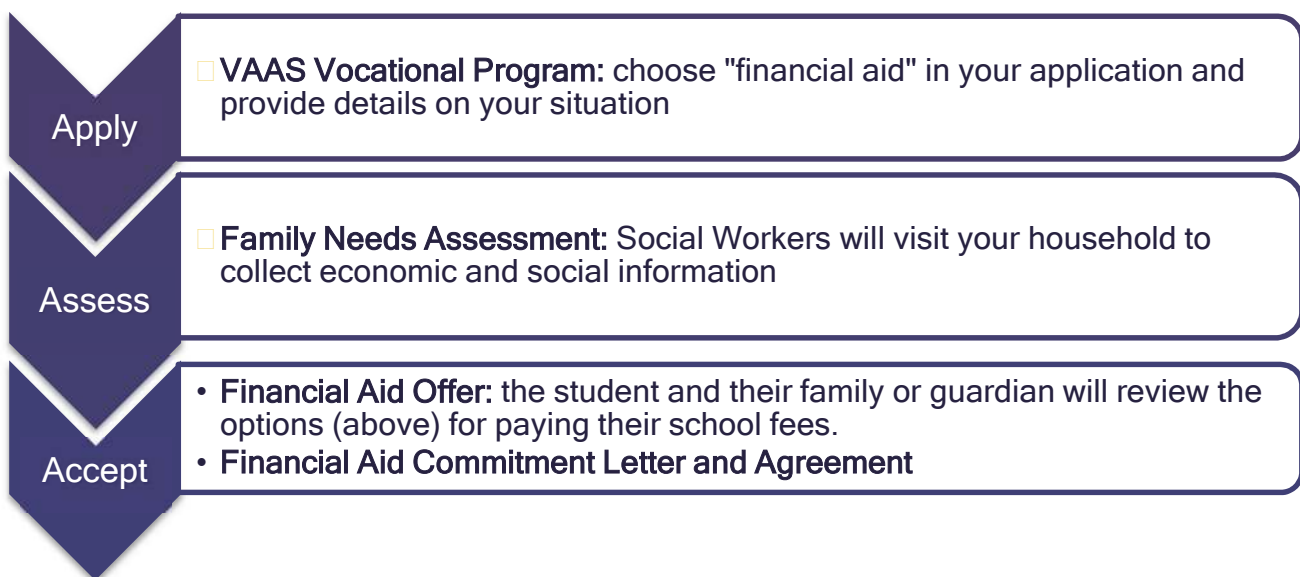 Apply
VAAS Vocational Program: choose "financial aid" in your application and
provide details on your situation
Assess
Family Needs Assessment: Social Workers will visit your household to
collect economic and social information
Accept
• Financial Aid Offer: the student and their family or guardian will review the
options (above) for paying their school fees.
• Financial Aid Commitment Letter and Agreement